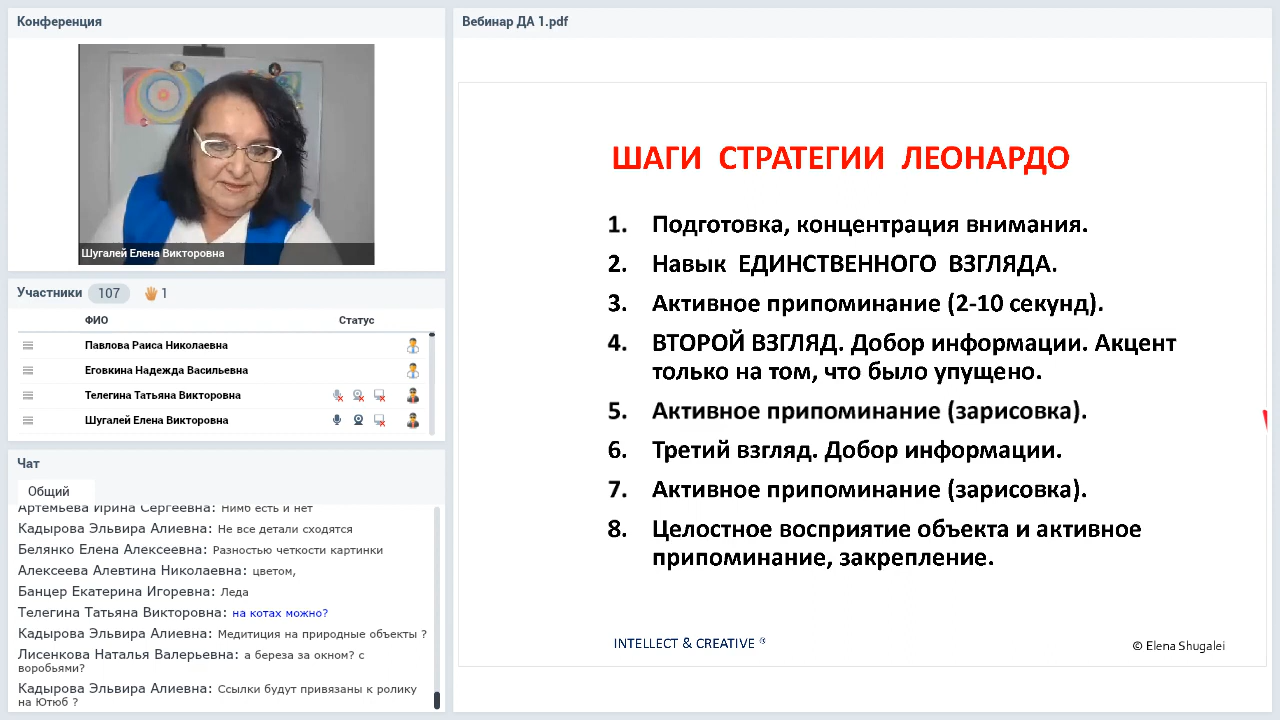 Конференция
Шугалей Елена Викторовна
Участники 107 1
ФИО Статус
Павлова Раиса Николаевна
Еговкина Надежда Васильевна
Телегина Татьяна Викторовна
Шугалей Елена Викторовна
Чат
Общий
Артемьева Ирина Сергеевна: Нимб есть и нет
Кадырова Эльвира Алиевна: Не все детали сходятся
Белянко Елена Алексеевна: Разностью четкости картинки
Алексеева Алевтина Николаевна: цветом,
Банцер Екатерина Игоревна: Леда
Телегина Татьяна Викторовна: на котах можно?
Кадырова Эльвира Алиевна: Медитиция на природные объекты ?
Лисенкова Наталья Валерьевна: а береза за окном? с
воробьями?
Кадырова Эльвира Алиевна: Ссылки будут привязаны к ролику
на Ютюб ?
Вебинар ДА 1.pdf
ШАГИ СТРАТЕГИИ ЛЕОНАРДО
1. Подготовка, концентрация внимания.
2. Навык ЕДИНСТВЕННОГО ВЗГЛЯДА.
3. Активное припоминание (2-10 секунд).
4. ВТОРОЙ ВЗГЛЯД. Добор информации. Акцент
только на том, что было упущено.
5. Активное припоминание (зарисовка).
6. Третий взгляд. Добор информации.
7. Активное припоминание (зарисовка).
8. Целостное восприятие объекта и активное
припоминание, закрепление.
INTELLECT & CREATIVE ®
© Elena Shugalei